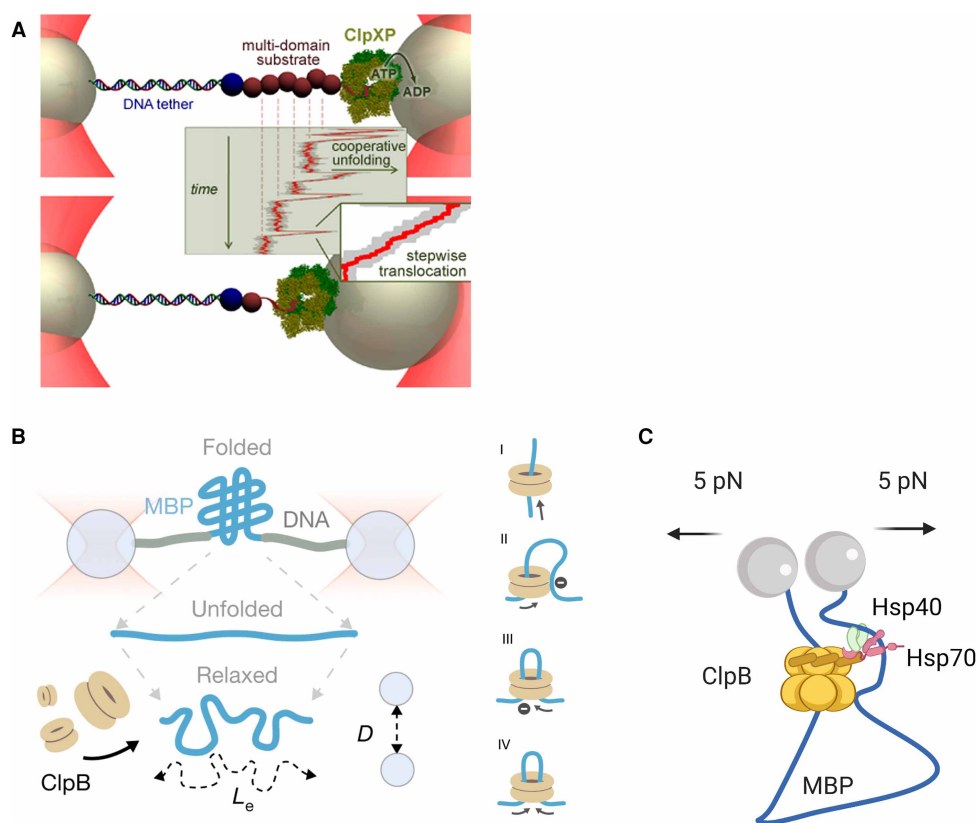 A
ClpXP
multi-domain
substrate
ATP
ADP
DNA tether
cooperative
unfolding
time
stepwise
translocation
B
Folded
MBP
DNA
Unfolded
Relaxed
ClpB
Le
D
I
II
III
IV
C
5 pN
5 pN
Hsp40
Hsp70
ClpB
MBP